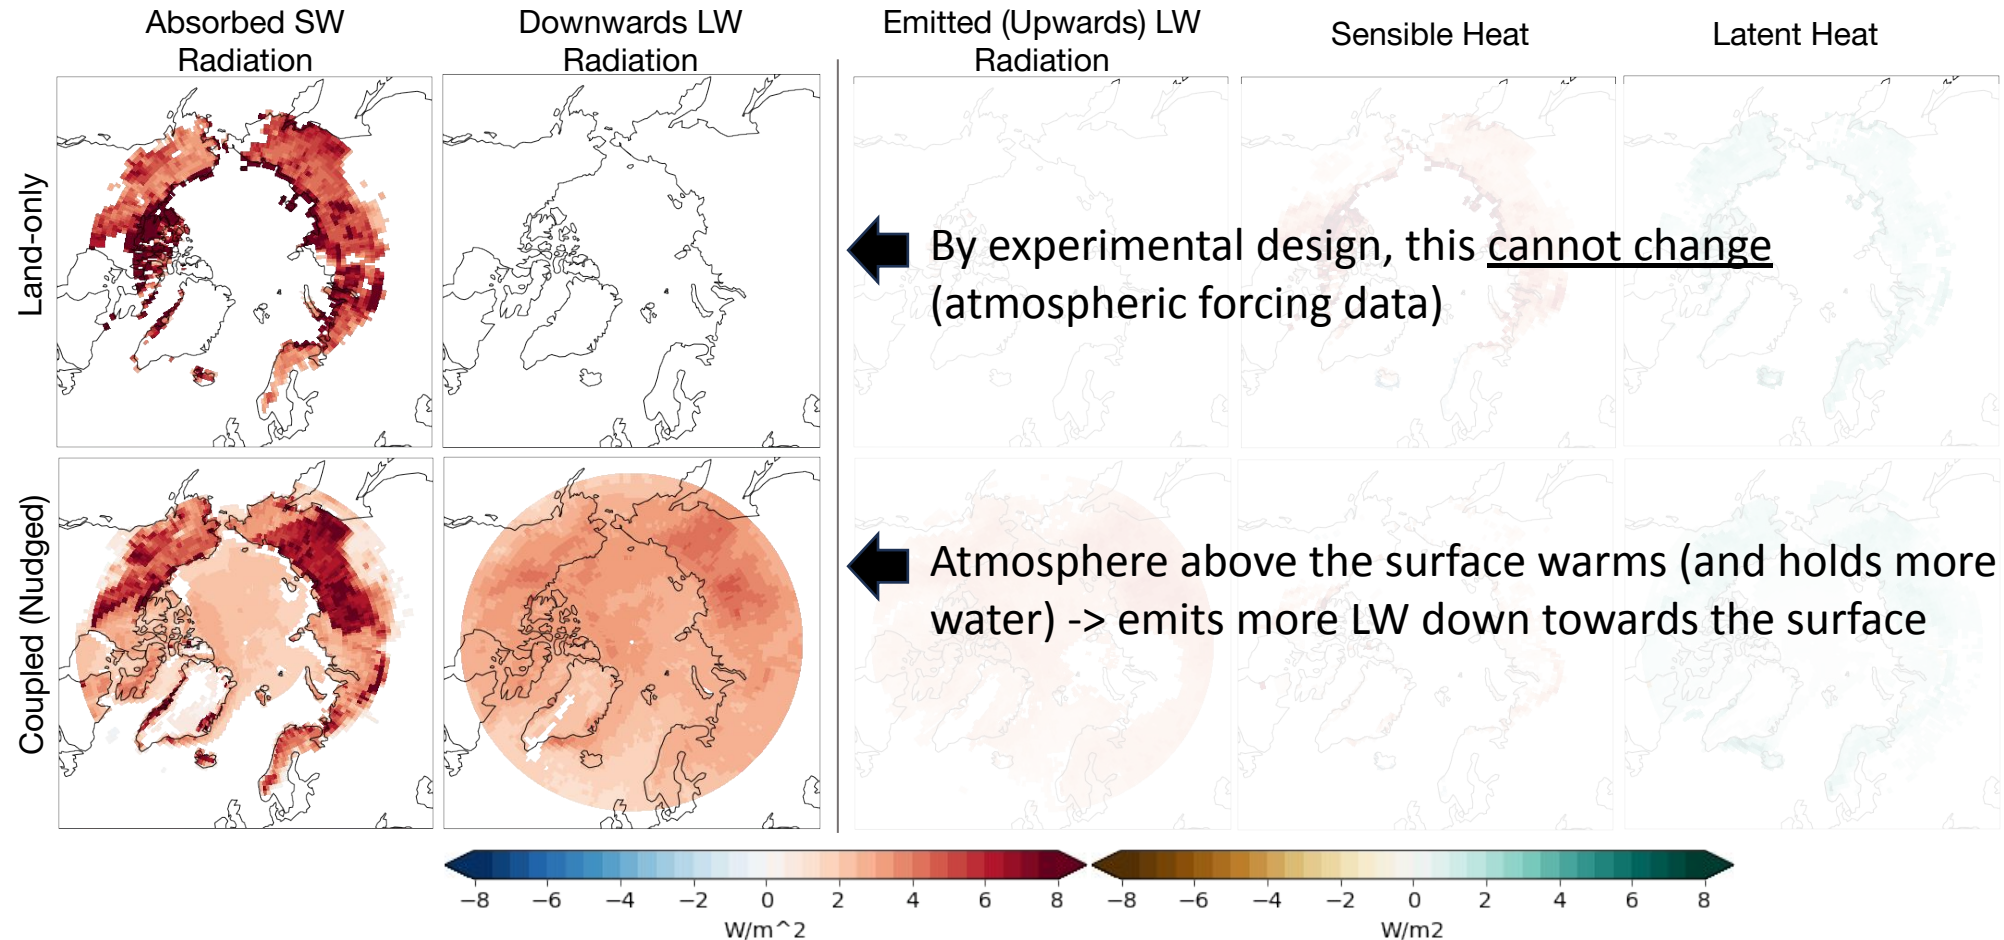 Absorbed SW
Radiation
Downwards LW
Radiation
Emitted (Upwards) LW
Radiation
Sensible Heat
Latent Heat
Land-only
By experimental design, this cannot change
(atmospheric forcing data)
Coupled (Nudged)
Atmosphere above the surface warms (and holds more
water) -> emits more LW down towards the surface
−8 −6 −4 −2 0 2 4 6 8
W/m^2
−8 −6 −4 −2 0 2 4 6 8
W/m2